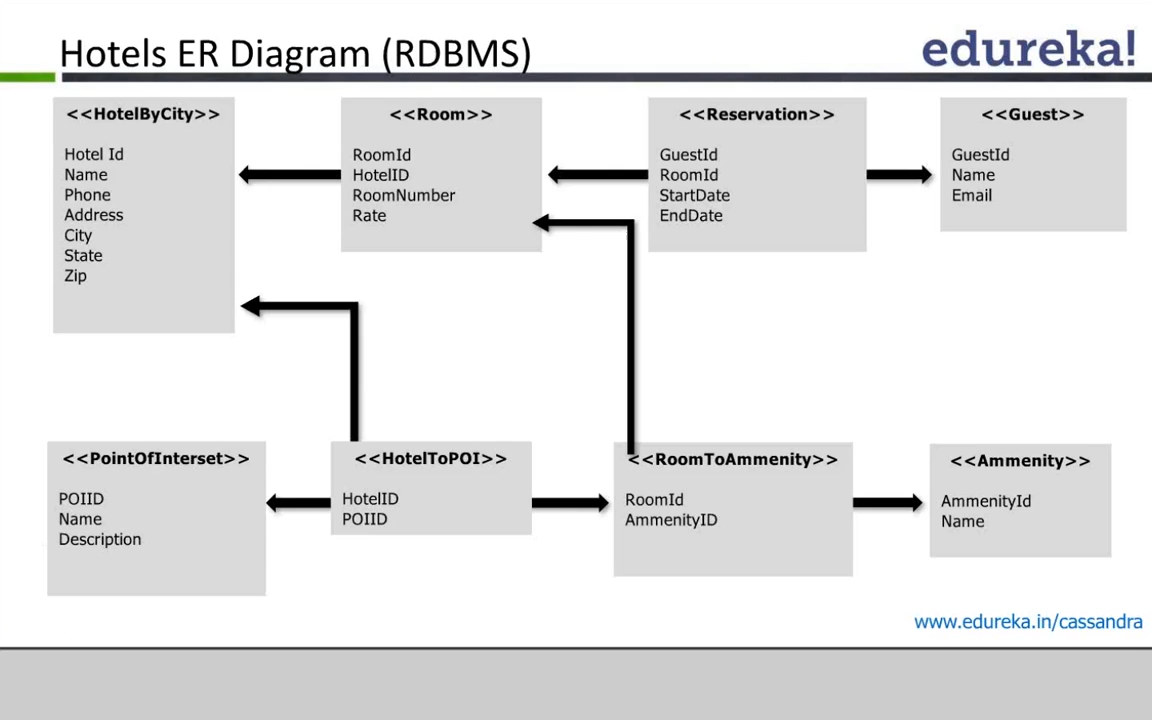 Hotels ER Diagram (RDBMS)
edureka!
<<HotelByCity>>
Hotel Id
Name
Phone
Address
City
State
Zip
<<Room>>
RoomId
HotelID
RoomNumber
Rate
<<Reservation>>
GuestId
RoomId
StartDate
EndDate
<<Guest>>
GuestId
Name
Email
<<PointOfInterset>>
POIID
Name
Description
<<HotelToPOI>>
HotelID
POIID
<<RoomToAmmenity>>
RoomId
AmmenityID
<<Ammenity>>
AmmenityId
Name
www.edureka.in/cassandra